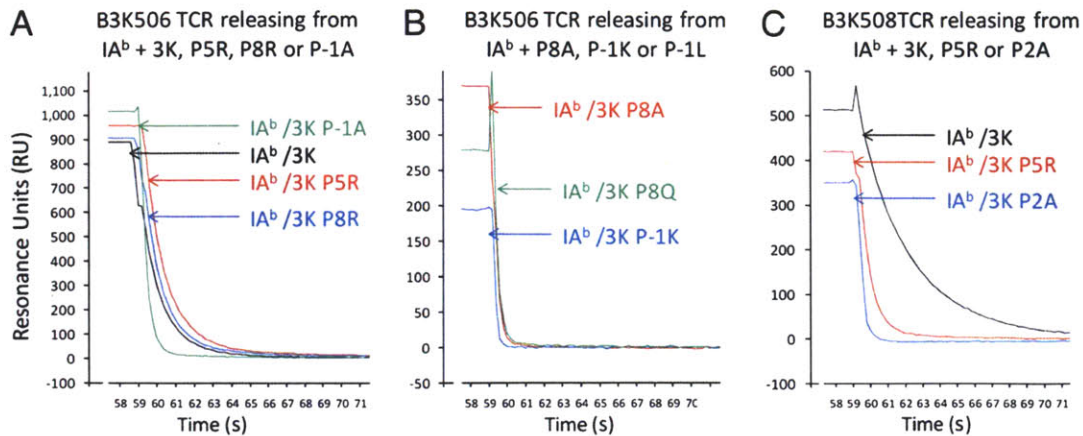 A
B3K506 TCR releasing from
IAᵇ + 3K, P5R, P8R or P-1A
Resonance Units (RU)
1,100
1,000
900
800
700
600
500
400
300
200
100
0
-100
IAᵇ /3K P-1A
IAᵇ /3K
IAᵇ /3K P5R
IAᵇ /3K P8R
58 59 60 61 62 63 64 65 66 67 68 69 70 71
Time (s)
B
B3K506 TCR releasing from
IAᵇ + P8A, P-1K or P-1L
350
300
250
200
150
100
50
0
-50
IAᵇ /3K P8A
IAᵇ /3K P8Q
IAᵇ /3K P-1K
58 59 60 61 62 63 64 65 66 67 68 69 70
Time (s)
C
B3K508TCR releasing from
IAᵇ + 3K, P5R or P2A
600
500
400
300
200
100
0
-100
IAᵇ /3K
IAᵇ /3K P5R
IAᵇ /3K P2A
58 59 60 61 62 63 64 65 66 67 68 69 70 71
Time (s)